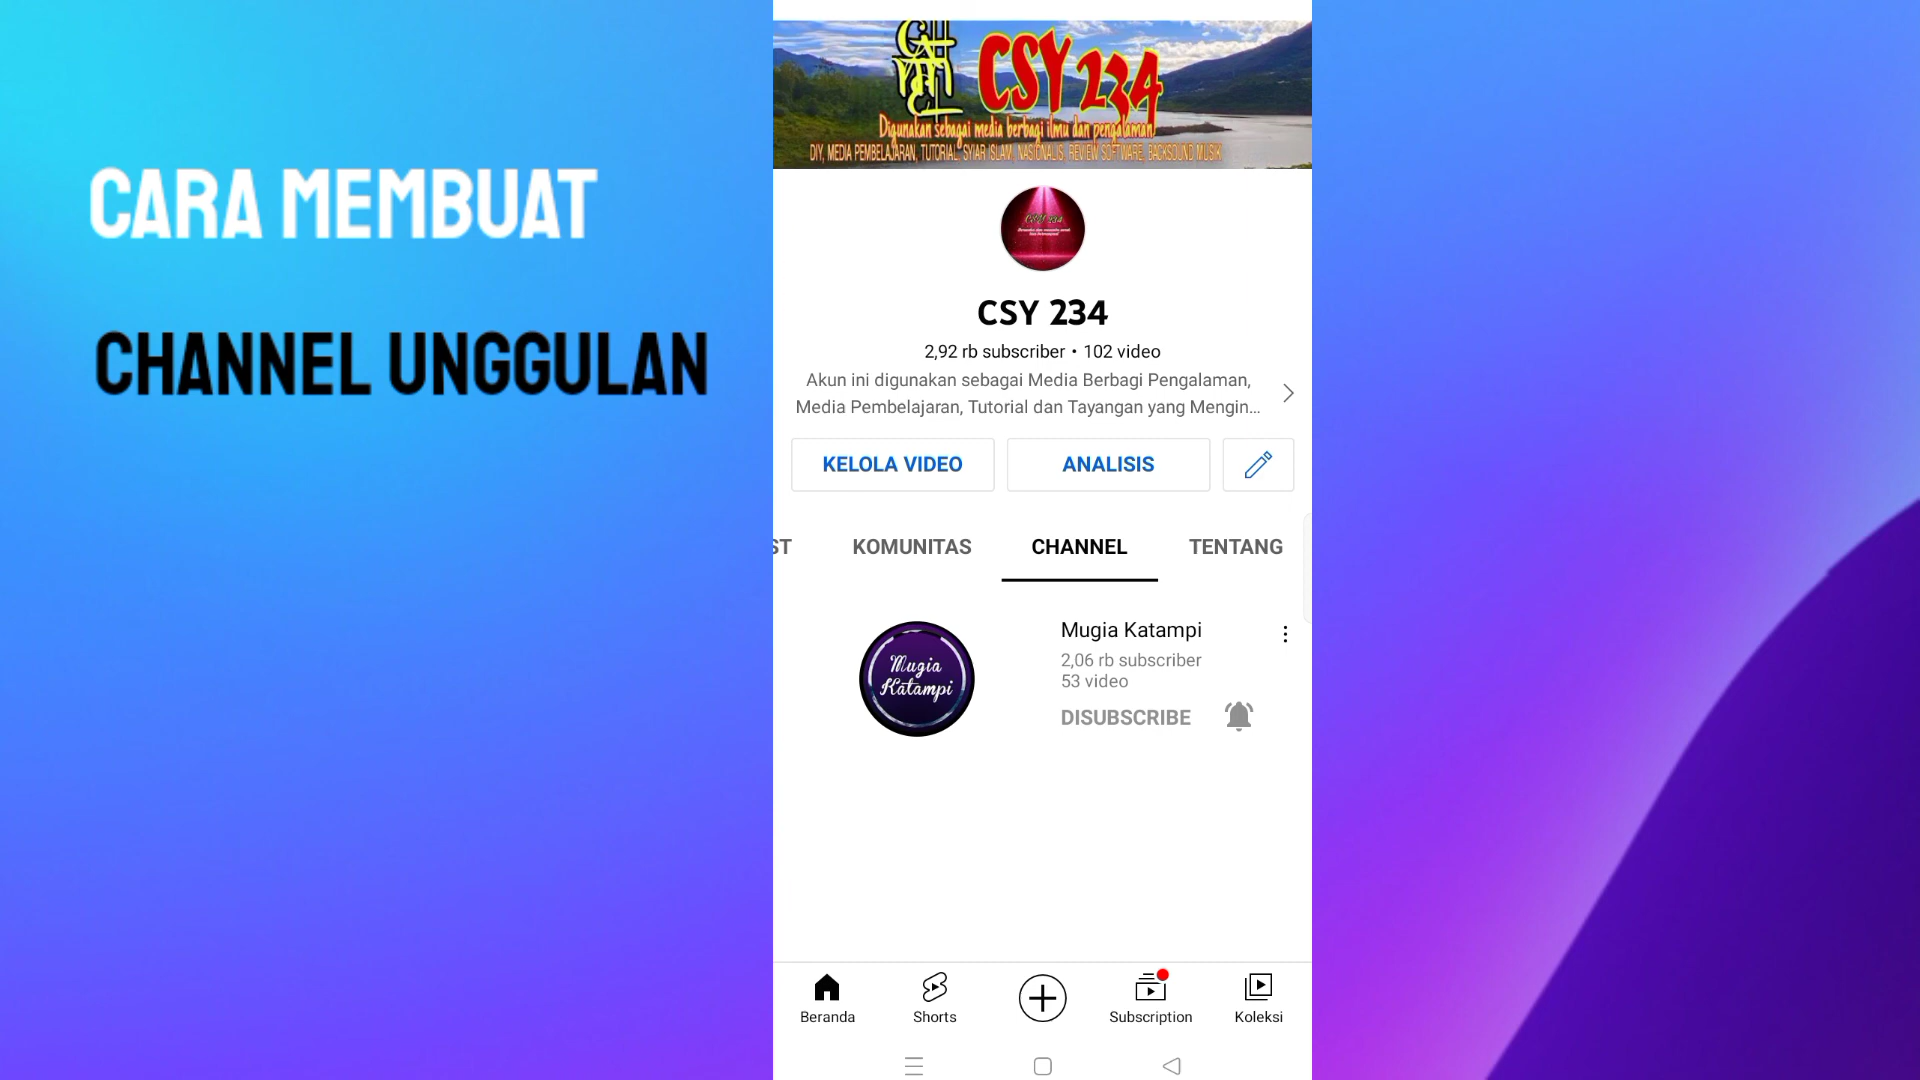 CARA MEMBUAT
CHANNEL UNGGULAN
CSY 234
Digunakan sebagai media berbagi ilmu dan pengalaman
DIY, MEDIA PEMBELAJARAN, TUTORIAL, SYIAR ISLAM, NASIONALIS, REVIEW SOFTWARE, BACKSOUND MUSIK
CSY 234
CSY 234
2,92 rb subscriber • 102 video
Akun ini digunakan sebagai Media Berbagi Pengalaman,
Media Pembelajaran, Tutorial dan Tayangan yang Mengin...
KELOLA VIDEO
ANALISIS
ST
KOMUNITAS
CHANNEL
TENTANG
Mugia
Katampi
Mugia Katampi
2,06 rb subscriber
53 video
DISUBSCRIBE
Beranda
Shorts
Subscription
Koleksi